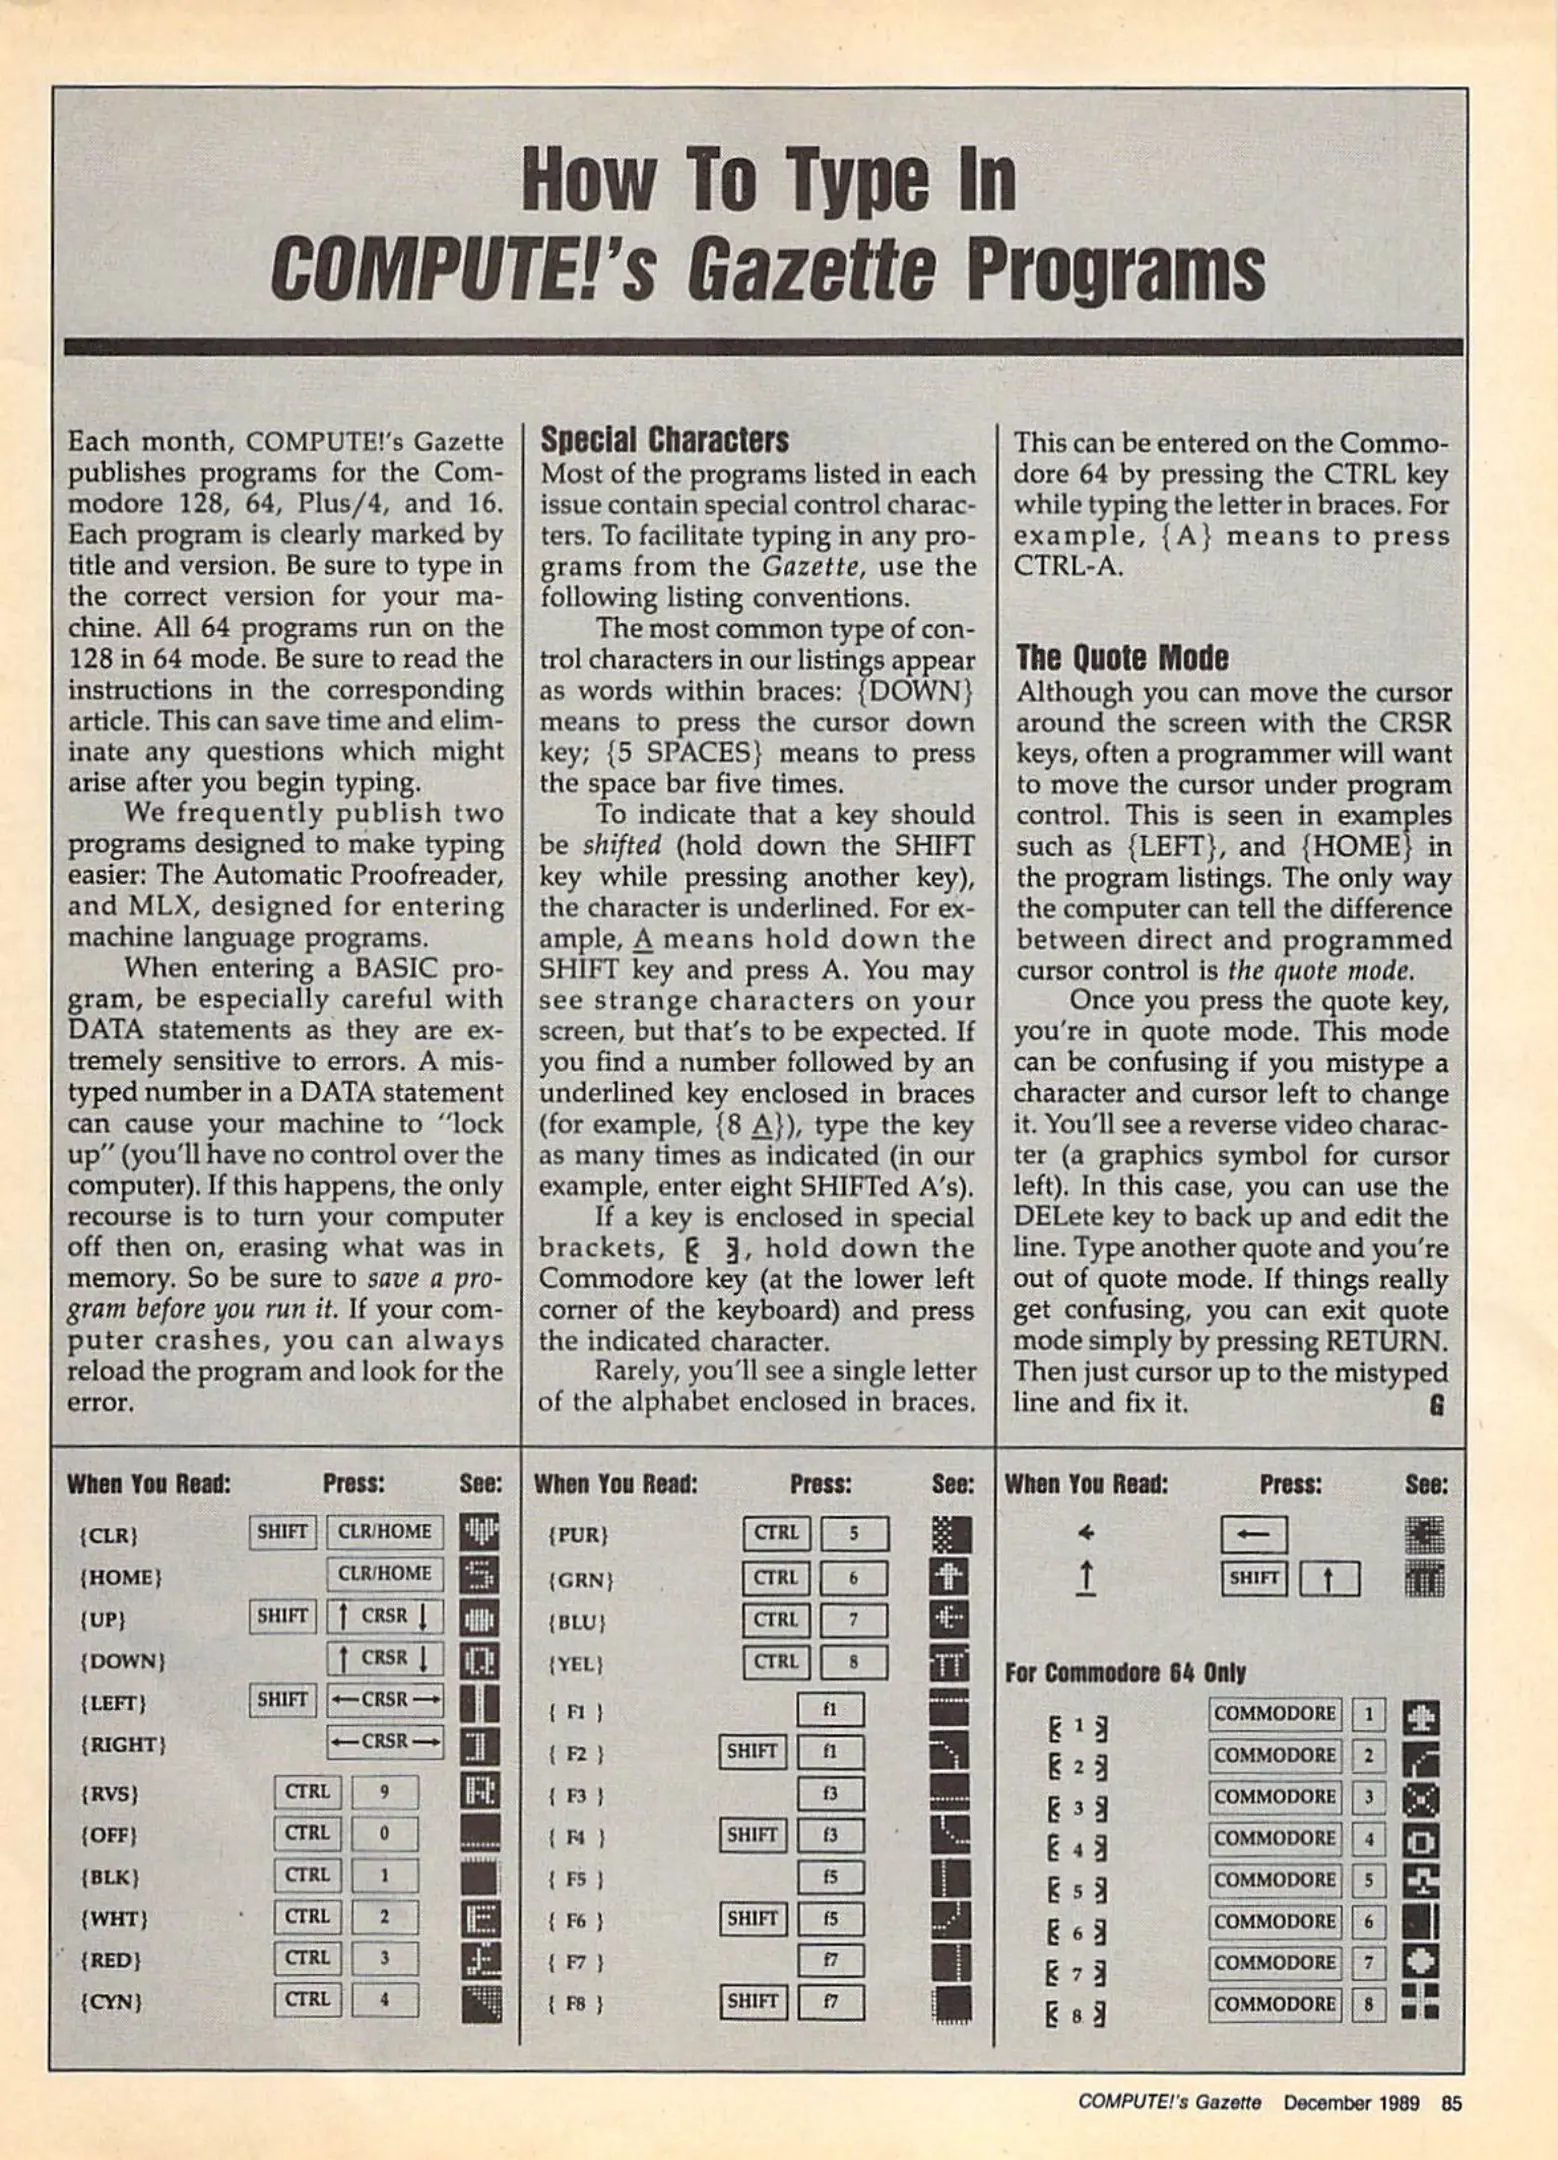 How To Type In
COMPUTE!'s Gazette Programs
Each month, COMPUTE!'s Gazette
publishes programs for the Com-
modore 128, 64, Plus/4, and 16.
Each program is clearly marked by
title and version. Be sure to type in
the correct version for your ma-
chine. All 64 programs run on the
128 in 64 mode. Be sure to read the
instructions in the corresponding
article. This can save time and elim-
inate any questions which might
arise after you begin typing.
We frequently publish two
programs designed to make typing
easier: The Automatic Proofreader,
and MLX, designed for entering
machine language programs.
When entering a BASIC pro-
gram, be especially careful with
DATA statements as they are ex-
tremely sensitive to errors. A mis-
typed number in a DATA statement
can cause your machine to "lock
up" (you'll have no control over the
computer). If this happens, the only
recourse is to turn your computer
off then on, erasing what was in
memory. So be sure to save a pro-
gram before you run it. If your com-
puter crashes, you can always
reload the program and look for the
error.
Special Characters
Most of the programs listed in each
issue contain special control charac-
ters. To facilitate typing in any pro-
grams from the Gazette, use the
following listing conventions.
The most common type of con-
trol characters in our listings appear
as words within braces: {DOWN}
means to press the cursor down
key; {5 SPACES} means to press
the space bar five times.
To indicate that a key should
be shifted (hold down the SHIFT
key while pressing another key),
the character is underlined. For ex-
ample, A means hold down the
SHIFT key and press A. You may
see strange characters on your
screen, but that's to be expected. If
you find a number followed by an
underlined key enclosed in braces
(for example, {8 A}), type the key
as many times as indicated (in our
example, enter eight SHIFTed A's).
If a key is enclosed in special
brackets, [ ], hold down the
Commodore key (at the lower left
corner of the keyboard) and press
the indicated character.
Rarely, you'll see a single letter
of the alphabet enclosed in braces.
This can be entered on the Commo-
dore 64 by pressing the CTRL key
while typing the letter in braces. For
example, {A} means to press
CTRL-A.
The Quote Mode
Although you can move the cursor
around the screen with the CRSR
keys, often a programmer will want
to move the cursor under program
control. This is seen in examples
such as {LEFT}, and {HOME} in
the program listings. The only way
the computer can tell the difference
between direct and programmed
cursor control is the quote mode.
Once you press the quote key,
you're in quote mode. This mode
can be confusing if you mistype a
character and cursor left to change
it. You'll see a reverse video charac-
ter (a graphics symbol for cursor
left). In this case, you can use the
DELete key to back up and edit the
line. Type another quote and you're
out of quote mode. If things really
get confusing, you can exit quote
mode simply by pressing RETURN.
Then just cursor up to the mistyped
line and fix it. G
When You Read: Press: See:
{CLR} SHIFT CLR/HOME
{HOME} CLR/HOME
{UP} SHIFT ↑ CRSR ↓
{DOWN} ↑ CRSR ↓
{LEFT} SHIFT ←CRSR→
{RIGHT} ←CRSR→
{RVS} CTRL 9
{OFF} CTRL 0
{BLK} CTRL 1
{WHT} CTRL 2
{RED} CTRL 3
{CYN} CTRL 4
When You Read: Press: See:
{PUR} CTRL 5
{GRN} CTRL 6
{BLU} CTRL 7
{YEL} CTRL 8
{ F1 } f1
{ F2 } SHIFT f1
{ F3 } f3
{ F4 } SHIFT f3
{ F5 } f5
{ F6 } SHIFT f5
{ F7 } f7
{ F8 } SHIFT f7
When You Read: Press: See:
← ←
↑ SHIFT ↑ π
For Commodore 64 Only
[ 1 ] COMMODORE 1
[ 2 ] COMMODORE 2
[ 3 ] COMMODORE 3
[ 4 ] COMMODORE 4
[ 5 ] COMMODORE 5
[ 6 ] COMMODORE 6
[ 7 ] COMMODORE 7
[ 8 ] COMMODORE 8
COMPUTE!'s Gazette December 1989 85